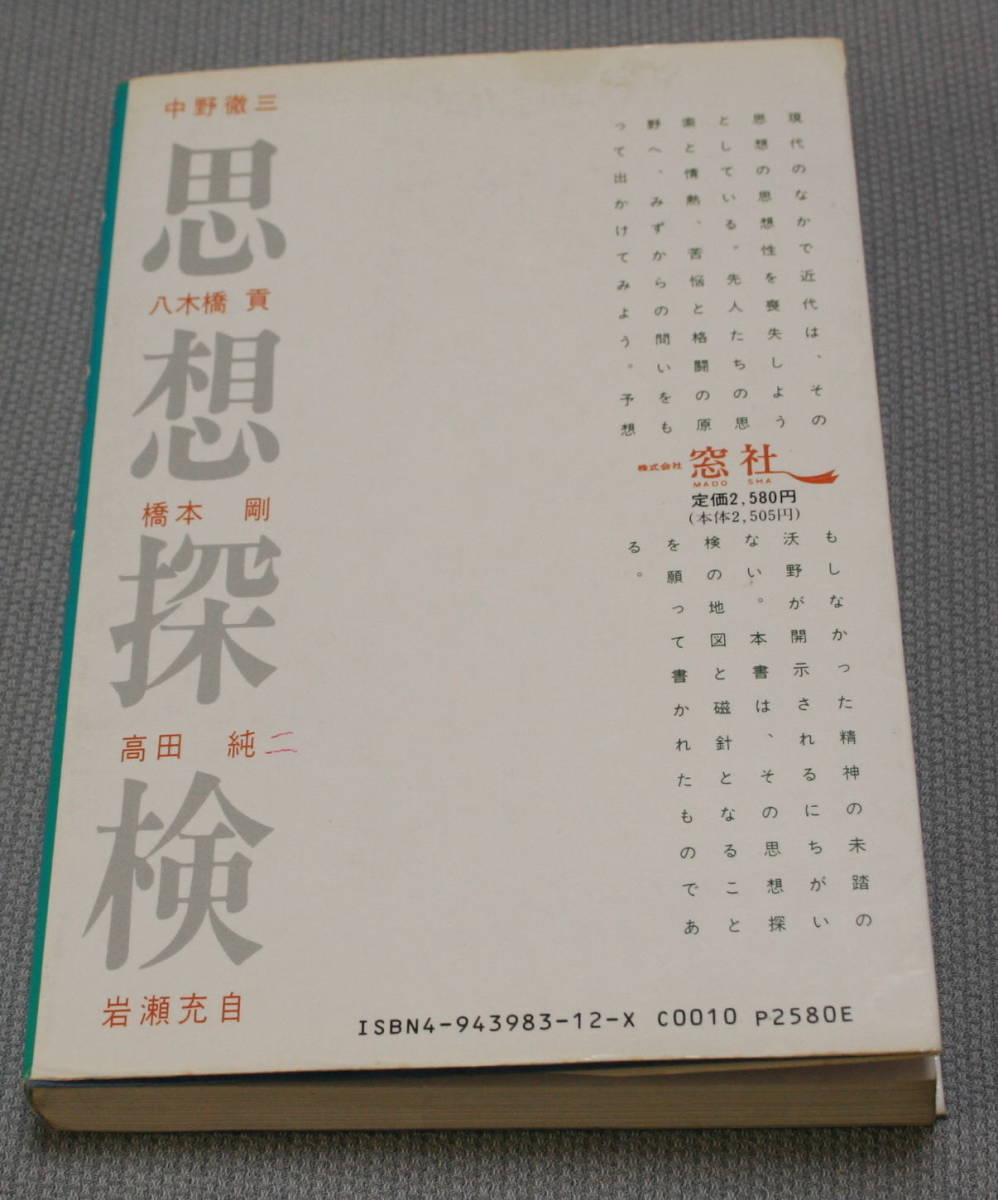 中野徹三
思
八木橋 貢
想
橋本 剛
探
高田 純二
検
岩瀬充自
現代のなかで近代は、その
思想の思想性を喪失しよう
としている。先人たちの思
索と情熱、苦悩と格闘の原
野へ、みずからの問いをも
って出かけてみよう。予想
株式会社 窓社
MADO SHA
定価2,580円
(本体2,505円)
もしなかった精神の未踏の
沃野が開示されるにちがい
ない。本書は、その思想探
検の地図と磁針となること
を願って書かれたものであ
る。
ISBN4-943983-12-X C0010 P2580E